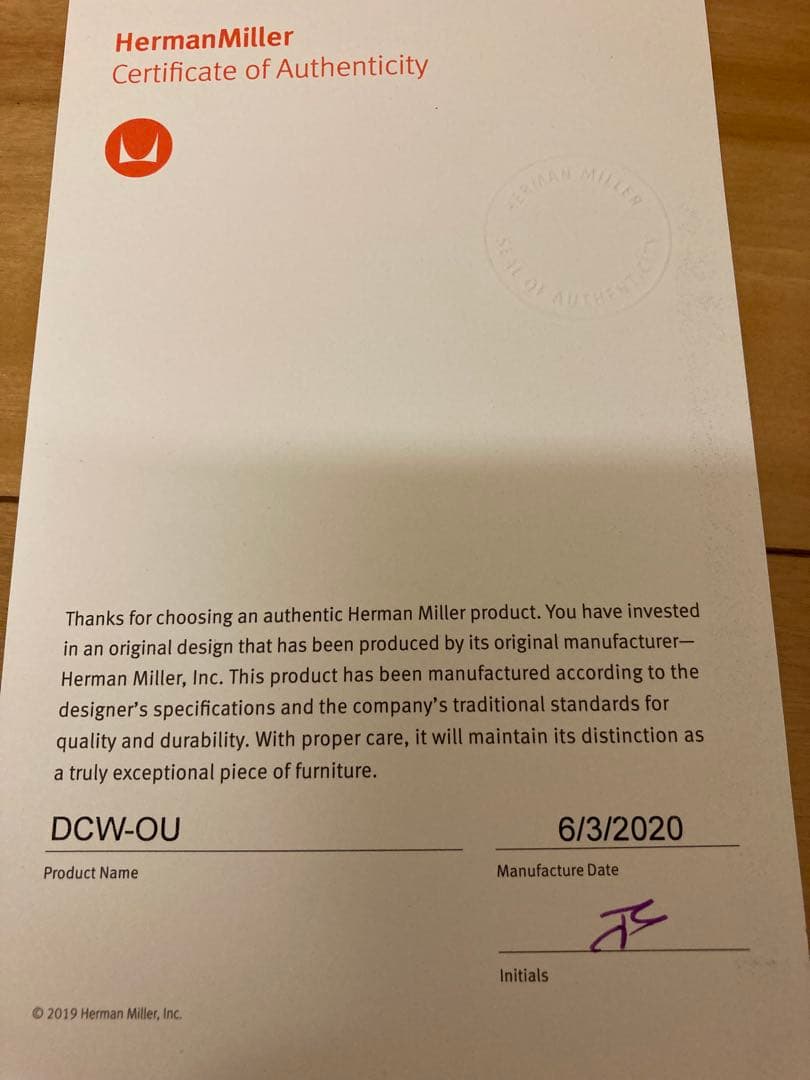 HermanMiller
Certificate of Authenticity
HERMAN MILLER
SEAL OF AUTHENTICITY
Thanks for choosing an authentic Herman Miller product. You have invested
in an original design that has been produced by its original manufacturer—
Herman Miller, Inc. This product has been manufactured according to the
designer's specifications and the company's traditional standards for
quality and durability. With proper care, it will maintain its distinction as
a truly exceptional piece of furniture.
DCW-OU 6/3/2020
Product Name Manufacture Date
Initials
© 2019 Herman Miller, Inc.